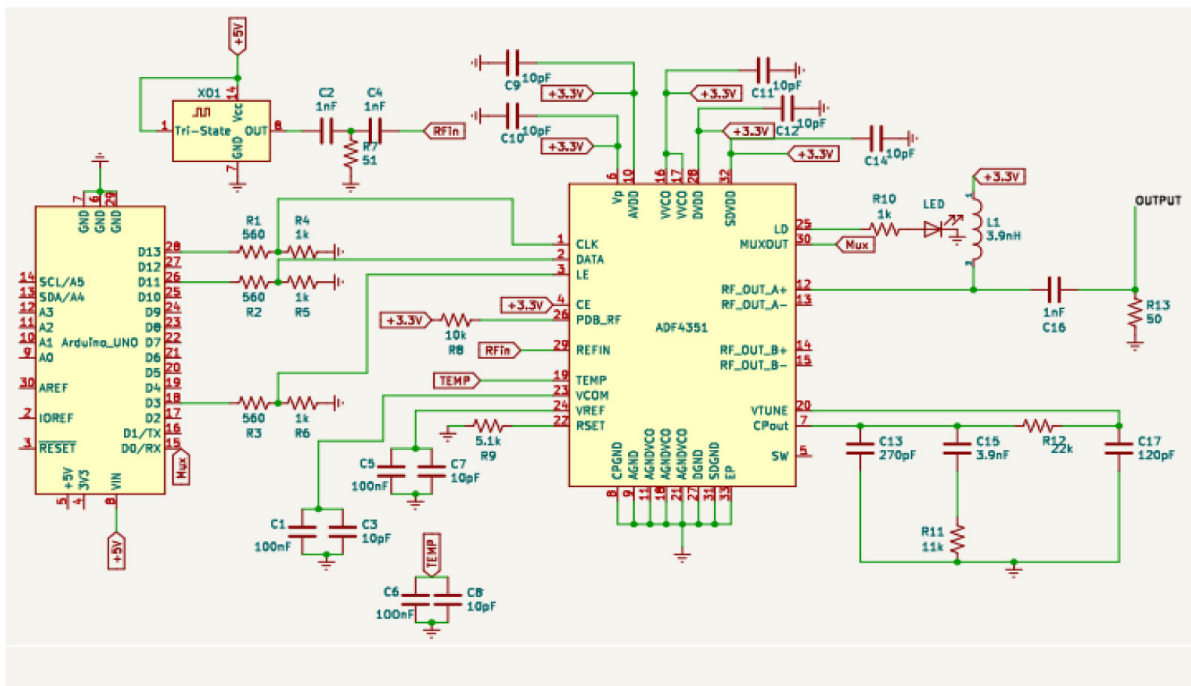 +5V
XO1
14
Vcc
1
Tri-State
OUT
8
GND
7
C2
1nF
C4
1nF
R7
51
RFin
C9
10pF
+3.3V
C10
10pF
+3.3V
C11
10pF
+3.3V
C12
10pF
+3.3V
C14
10pF
+3.3V
7
6
29
GND
GND
GND
Arduino_UNO
14
SCL/A5
13
SDA/A4
12
A3
11
A2
10
A1
9
A0
30
AREF
2
IOREF
3
RESET
D13
28
D12
27
D11
26
D10
25
D9
24
D8
23
D7
22
D6
21
D5
20
D4
19
D3
18
D2
17
D1/TX
16
D0/RX
15
Mux
+5V
3V3
VIN
5
4
8
+5V
R1
560
R4
1k
560
R2
1k
R5
560
R3
1k
R6
6
10
16
17
28
32
Vp
AVDD
VVCO
VVCO
DVDD
SDVDD
1
CLK
2
DATA
3
LE
+3.3V
4
CE
+3.3V
10k
R8
26
PDB_RF
RFin
29
REFIN
TEMP
19
TEMP
23
VCOM
24
VREF
22
RSET
5.1k
R9
ADF4351
LD
25
MUXOUT
30
Mux
RF_OUT_A+
12
RF_OUT_A-
13
RF_OUT_B+
14
RF_OUT_B-
15
VTUNE
20
CPout
7
SW
5
CPGND
AGND
AGNDVCO
AGNDVCO
AGNDVCO
DGND
SDGND
EP
8
9
11
18
21
27
31
33
R10
1k
LED
+3.3V
1
L1
3.9nH
2
OUTPUT
1nF
C16
R13
50
C13
270pF
C15
3.9nF
R12
22k
C17
120pF
R11
11k
C5
100nF
C7
10pF
C1
100nF
C3
10pF
TEMP
C6
100nF
C8
10pF